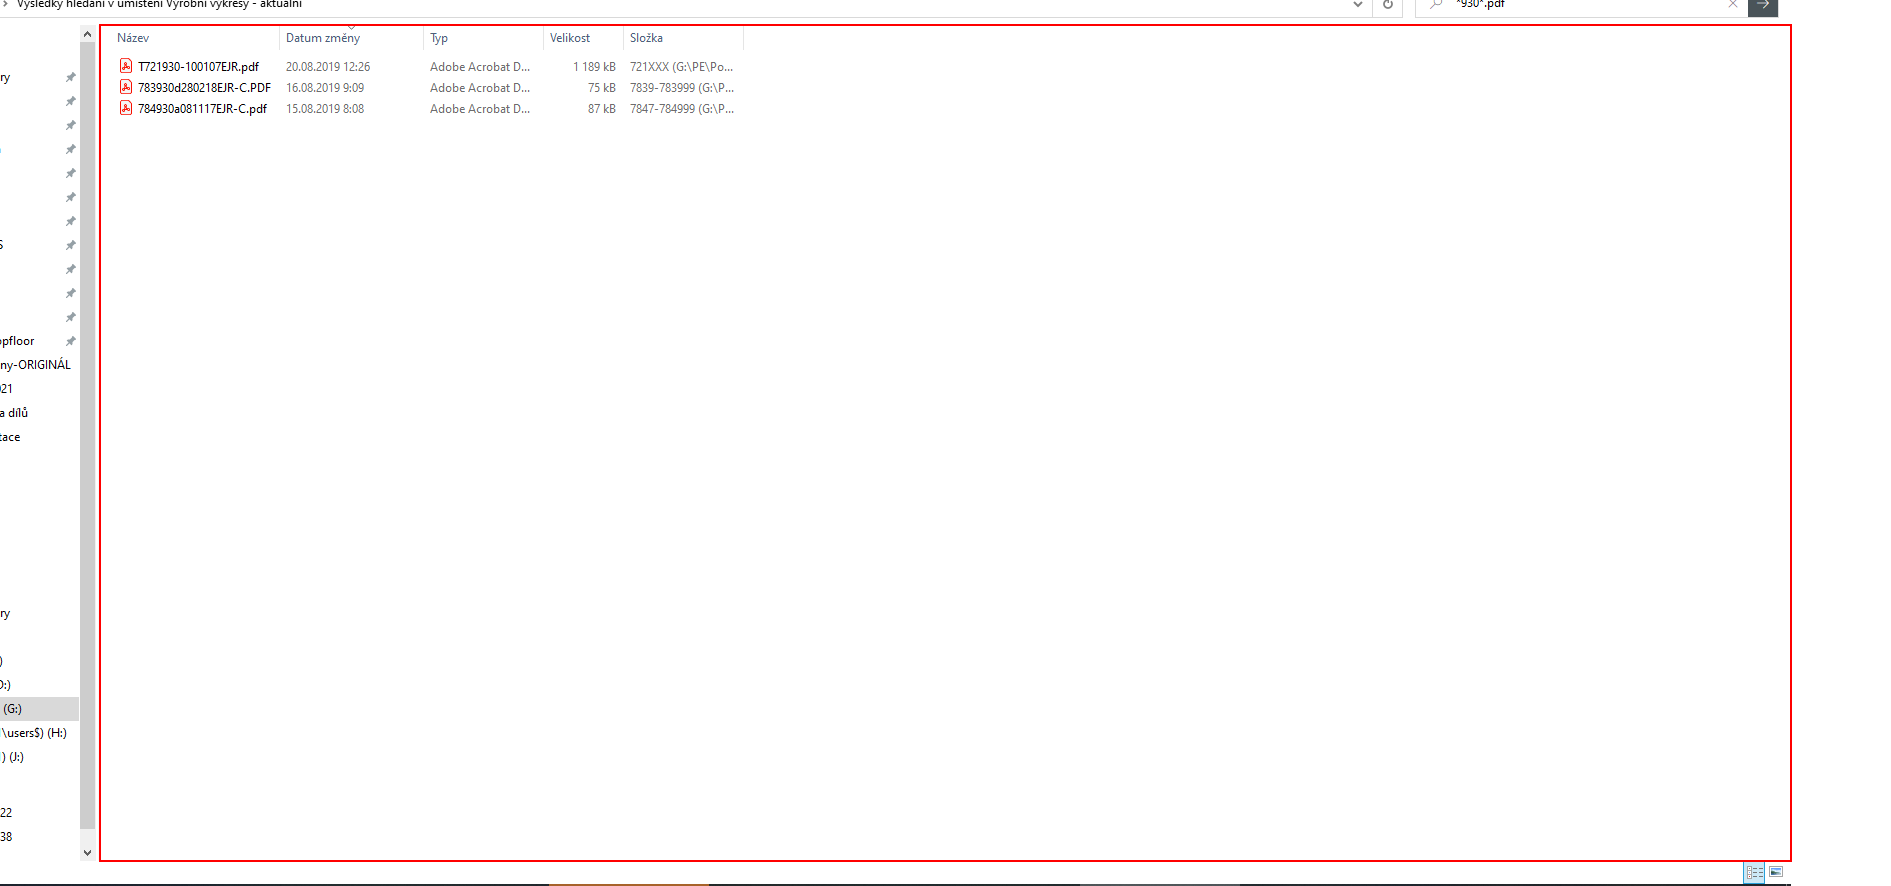 Výsledky hledání v umístění Výrobní výkresy - aktuální
*930*.pdf
Název Datum změny Typ Velikost Složka
T721930-100107EJR.pdf 20.08.2019 12:26 Adobe Acrobat D... 1 189 kB 721XXX (G:\PE\Po...
783930d280218EJR-C.PDF 16.08.2019 9:09 Adobe Acrobat D... 75 kB 7839-783999 (G:\P...
784930a081117EJR-C.pdf 15.08.2019 8:08 Adobe Acrobat D... 87 kB 7847-784999 (G:\P...
ry
S
opfloor
ny-ORIGINÁL
021
a dílů
tace
ry
)
D:)
(G:)
\users$) (H:)
) (J:)
22
38